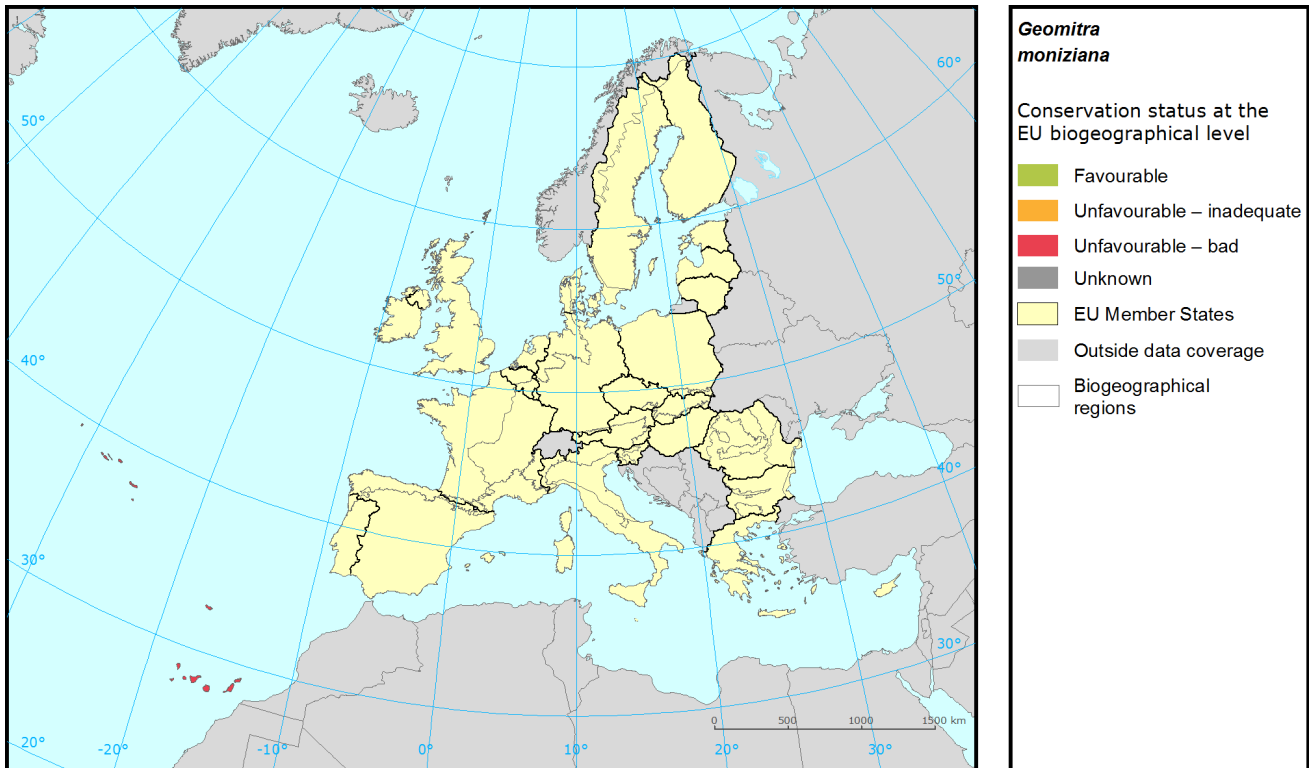 Geomitra
moniziana
Conservation status at the
EU biogeographical level
Favourable
Unfavourable – inadequate
Unfavourable – bad
Unknown
EU Member States
Outside data coverage
Biogeographical
regions
60°
50°
50°
40°
40°
30°
30°
0 500 1000 1500 km
20° -20° -10° 0° 10° 20° 30°